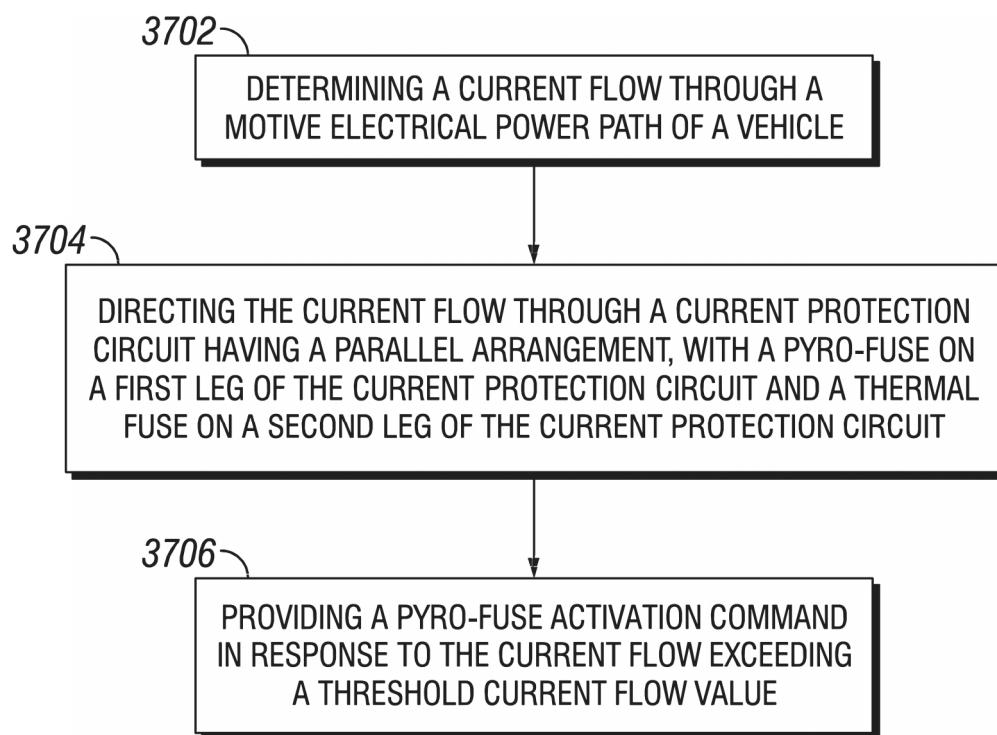 3702
DETERMINING A CURRENT FLOW THROUGH A
MOTIVE ELECTRICAL POWER PATH OF A VEHICLE
3704
DIRECTING THE CURRENT FLOW THROUGH A CURRENT PROTECTION
CIRCUIT HAVING A PARALLEL ARRANGEMENT, WITH A PYRO-FUSE ON
A FIRST LEG OF THE CURRENT PROTECTION CIRCUIT AND A THERMAL
FUSE ON A SECOND LEG OF THE CURRENT PROTECTION CIRCUIT
3706
PROVIDING A PYRO-FUSE ACTIVATION COMMAND
IN RESPONSE TO THE CURRENT FLOW EXCEEDING
A THRESHOLD CURRENT FLOW VALUE